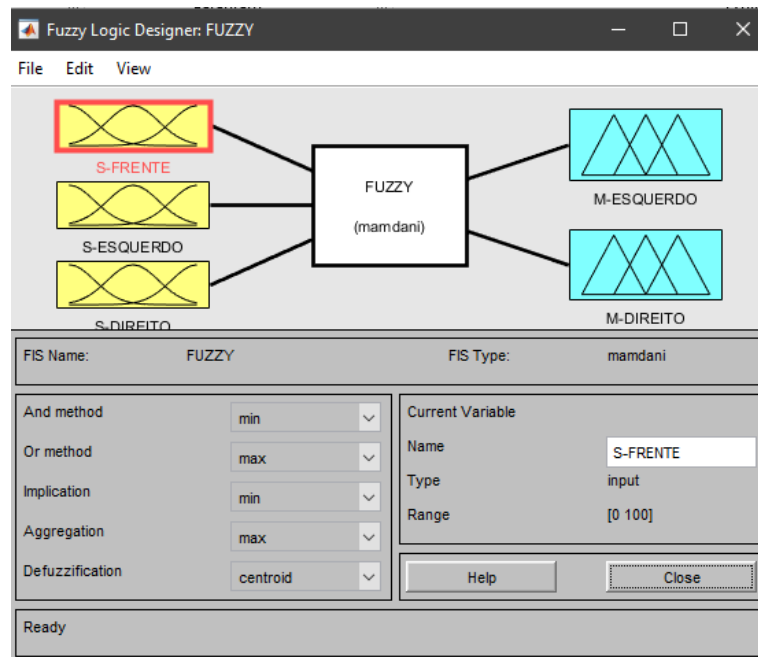 Fuzzy Logic Designer: FUZZY
File Edit View
S-FRENTE
S-ESQUERDO
S-DIREITO
FUZZY
(mamdani)
M-ESQUERDO
M-DIREITO
FIS Name: FUZZY FIS Type: mamdani
And method min
Or method max
Implication min
Aggregation max
Defuzzification centroid
Current Variable
Name S-FRENTE
Type input
Range [0 100]
Help Close
Ready